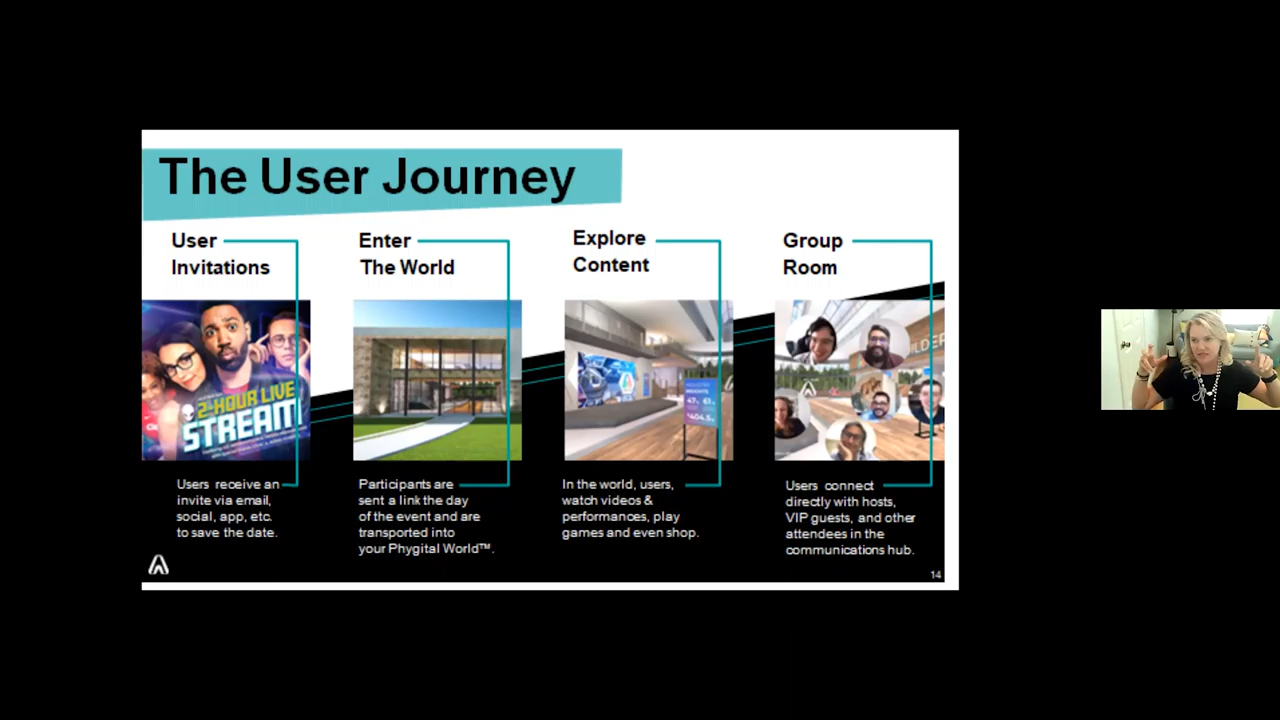 The User Journey
User
Invitations
Enter
The World
Explore
Content
Group
Room
2-HOUR LIVE
STREAM
Users receive an
invite via email,
social, app, etc.
to save the date.
Participants are
sent a link the day
of the event and are
transported into
your Phygital World™.
In the world, users,
watch videos &
performances, play
games and even shop.
Users connect
directly with hosts,
VIP guests, and other
attendees in the
communications hub.
14